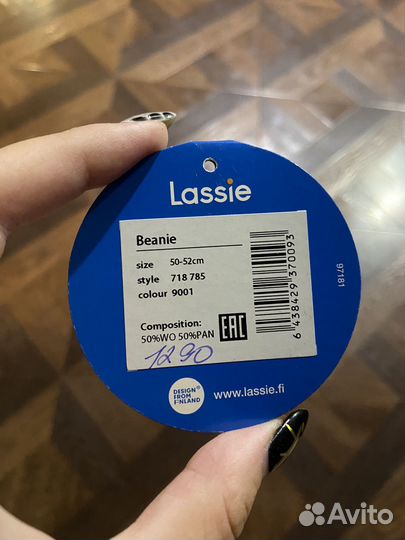 Lassie
Beanie
size 50-52cm
style 718 785
colour 9001
Composition:
50%WO 50%PAN
EAC
1290
6 438429 370093
97181
DESIGN
FROM
FINLAND
www.lassie.fi
Avito